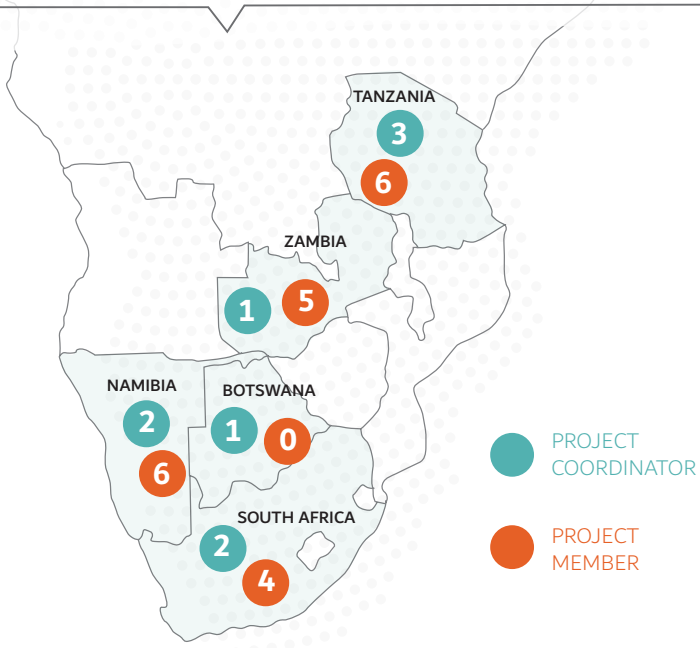 TANZANIA
3
6
ZAMBIA
1
5
NAMIBIA
2
6
BOTSWANA
1
0
SOUTH AFRICA
2
4
PROJECT
COORDINATOR
PROJECT
MEMBER